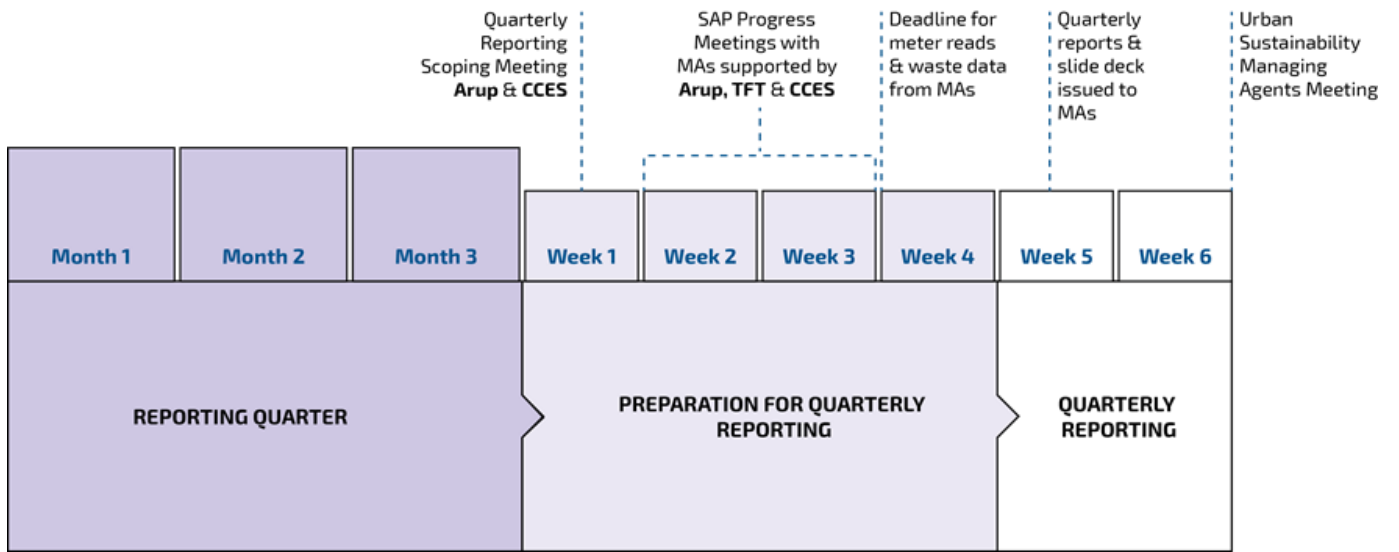 Quarterly
Reporting
Scoping Meeting
Arup & CCES
SAP Progress
Meetings with
MAs supported by
Arup, TFT & CCES
Deadline for
meter reads
& waste data
from MAs
Quarterly
reports &
slide deck
issued to
MAs
Urban
Sustainability
Managing
Agents Meeting
Month 1
Month 2
Month 3
Week 1
Week 2
Week 3
Week 4
Week 5
Week 6
REPORTING QUARTER
PREPARATION FOR QUARTERLY
REPORTING
QUARTERLY
REPORTING